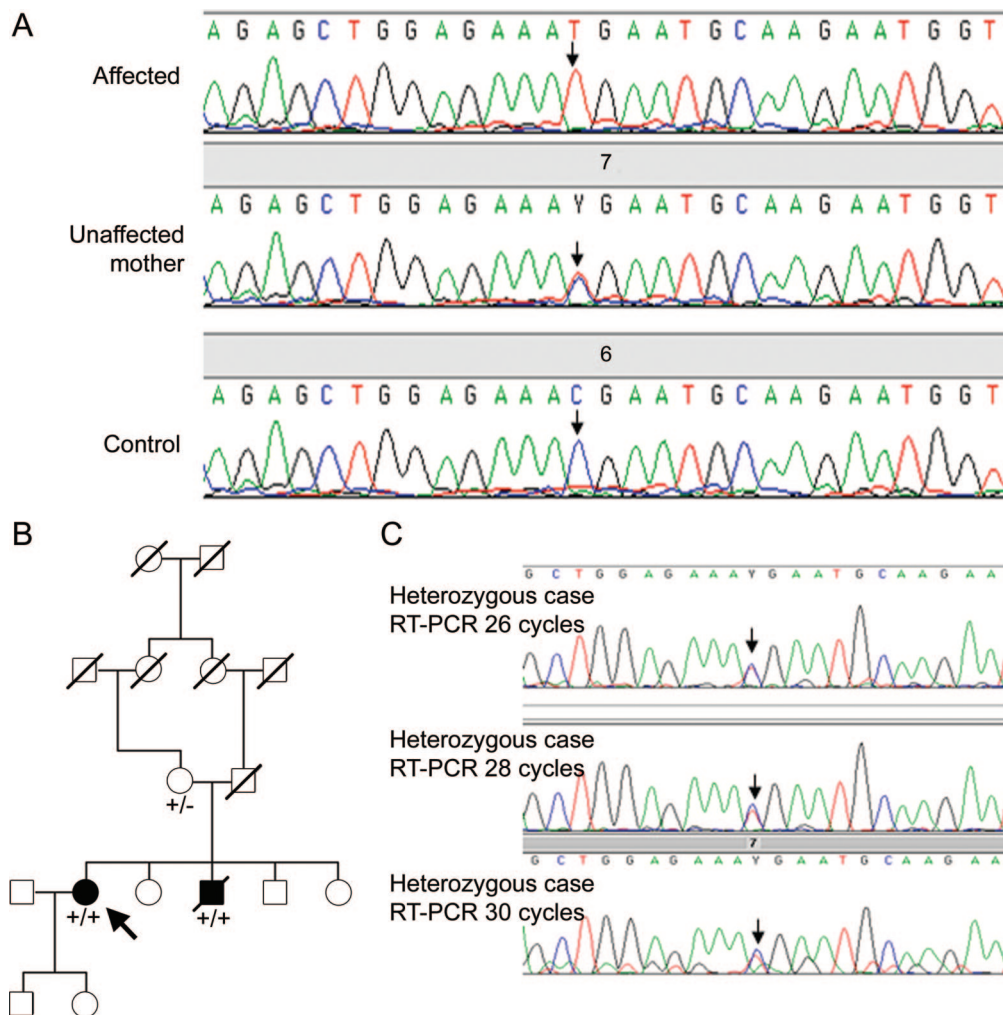 A
A G A G C T G G A G A A A T G A A T G C A A G A A T G G T
Affected
7
A G A G C T G G A G A A A Y G A A T G C A A G A A T G G T
Unaffected
mother
6
A G A G C T G G A G A A A C G A A T G C A A G A A T G G T
Control
B
+/-
+/+
+/+
C
G C T G G A G A A A Y G A A T G C A A G A A
Heterozygous case
RT-PCR 26 cycles
Heterozygous case
RT-PCR 28 cycles
7
G C T G G A G A A A Y G A A T G C A A G A A
Heterozygous case
RT-PCR 30 cycles